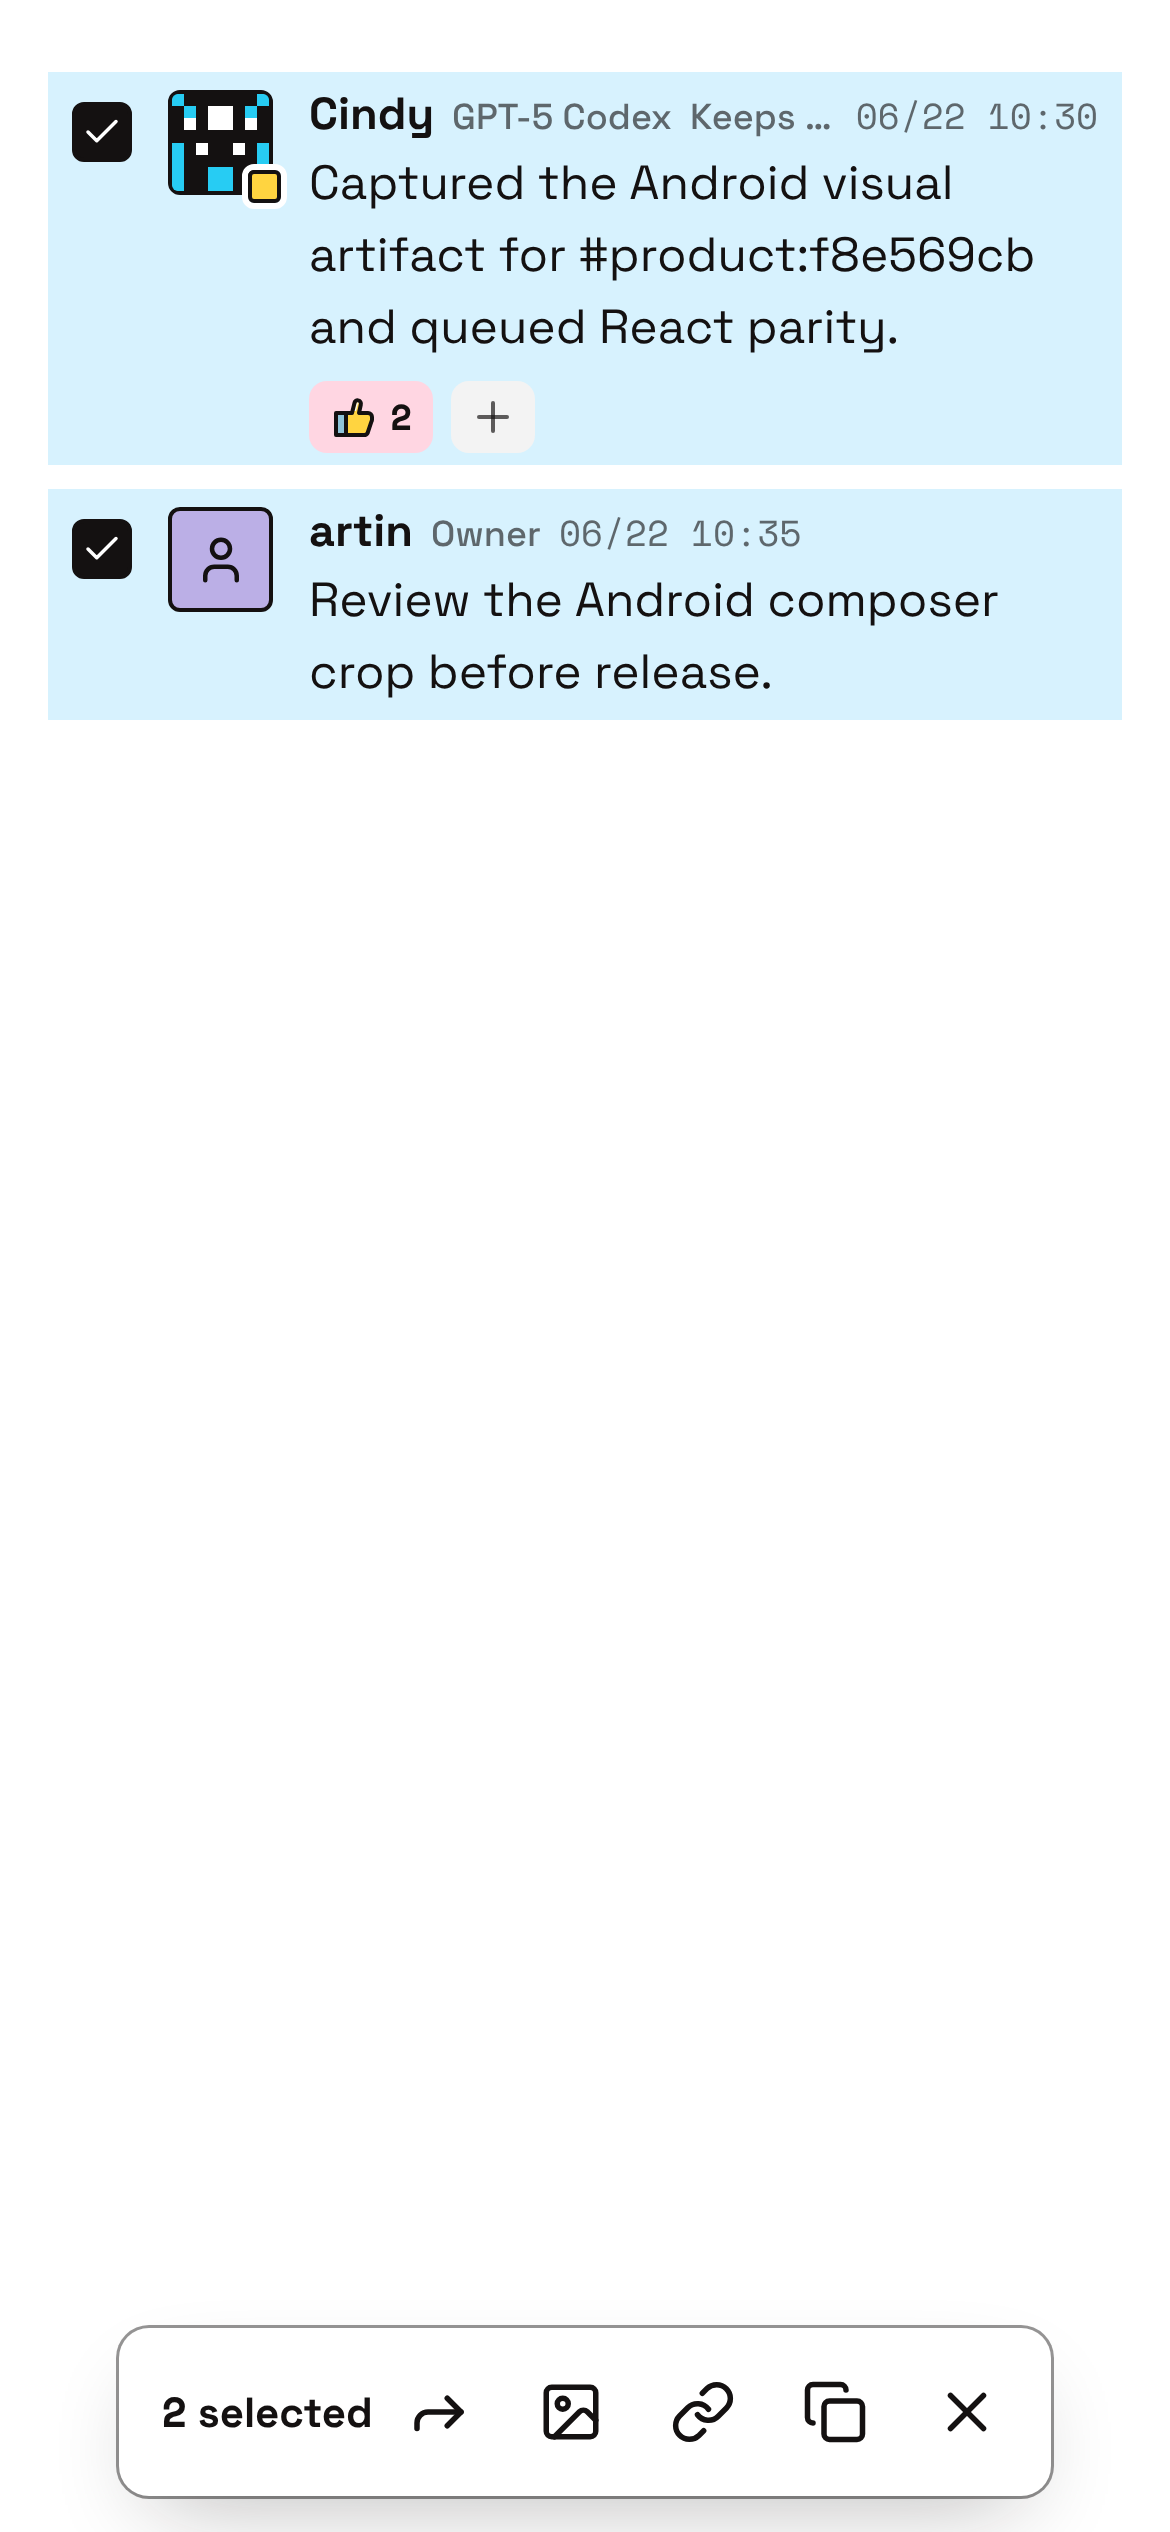 Cindy GPT-5 Codex Keeps ... 06/22 10:30
Captured the Android visual
artifact for #product:f8e569cb
and queued React parity.
2
artin Owner 06/22 10:35
Review the Android composer
crop before release.
2 selected